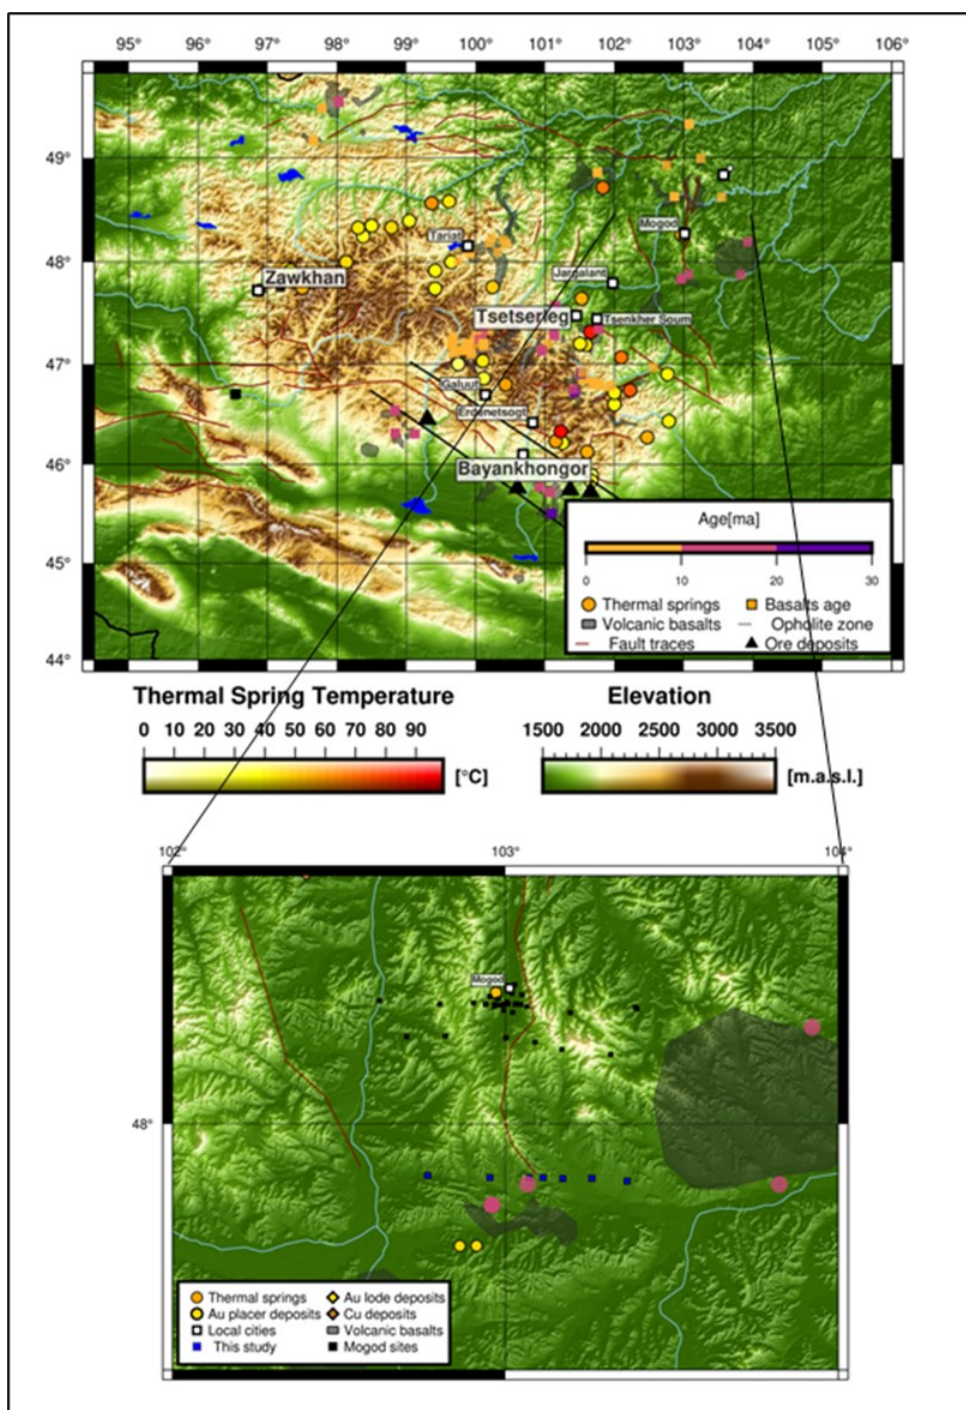 95° 96° 97° 98° 99° 100° 101° 102° 103° 104° 105° 106°
49°
Mogod
Tariat
48°
Jargalant
Zawkhan
Tsetserleg
Tsenkher Soum
47°
Galuut
Erdenetsogt
46°
Bayankhongor
Age[ma]
45°
0 10 20 30
Thermal springs Basalts age
Volcanic basalts Opholite zone
Fault traces Ore deposits
44°
Thermal Spring Temperature Elevation
0 10 20 30 40 50 60 70 80 90 1500 2000 2500 3000 3500
[°C] [m.a.s.l.]
102° 103° 104°
Mogod
48°
Thermal springs Au lode deposits
Au placer deposits Cu deposits
Local cities Volcanic basalts
This study Mogod sites